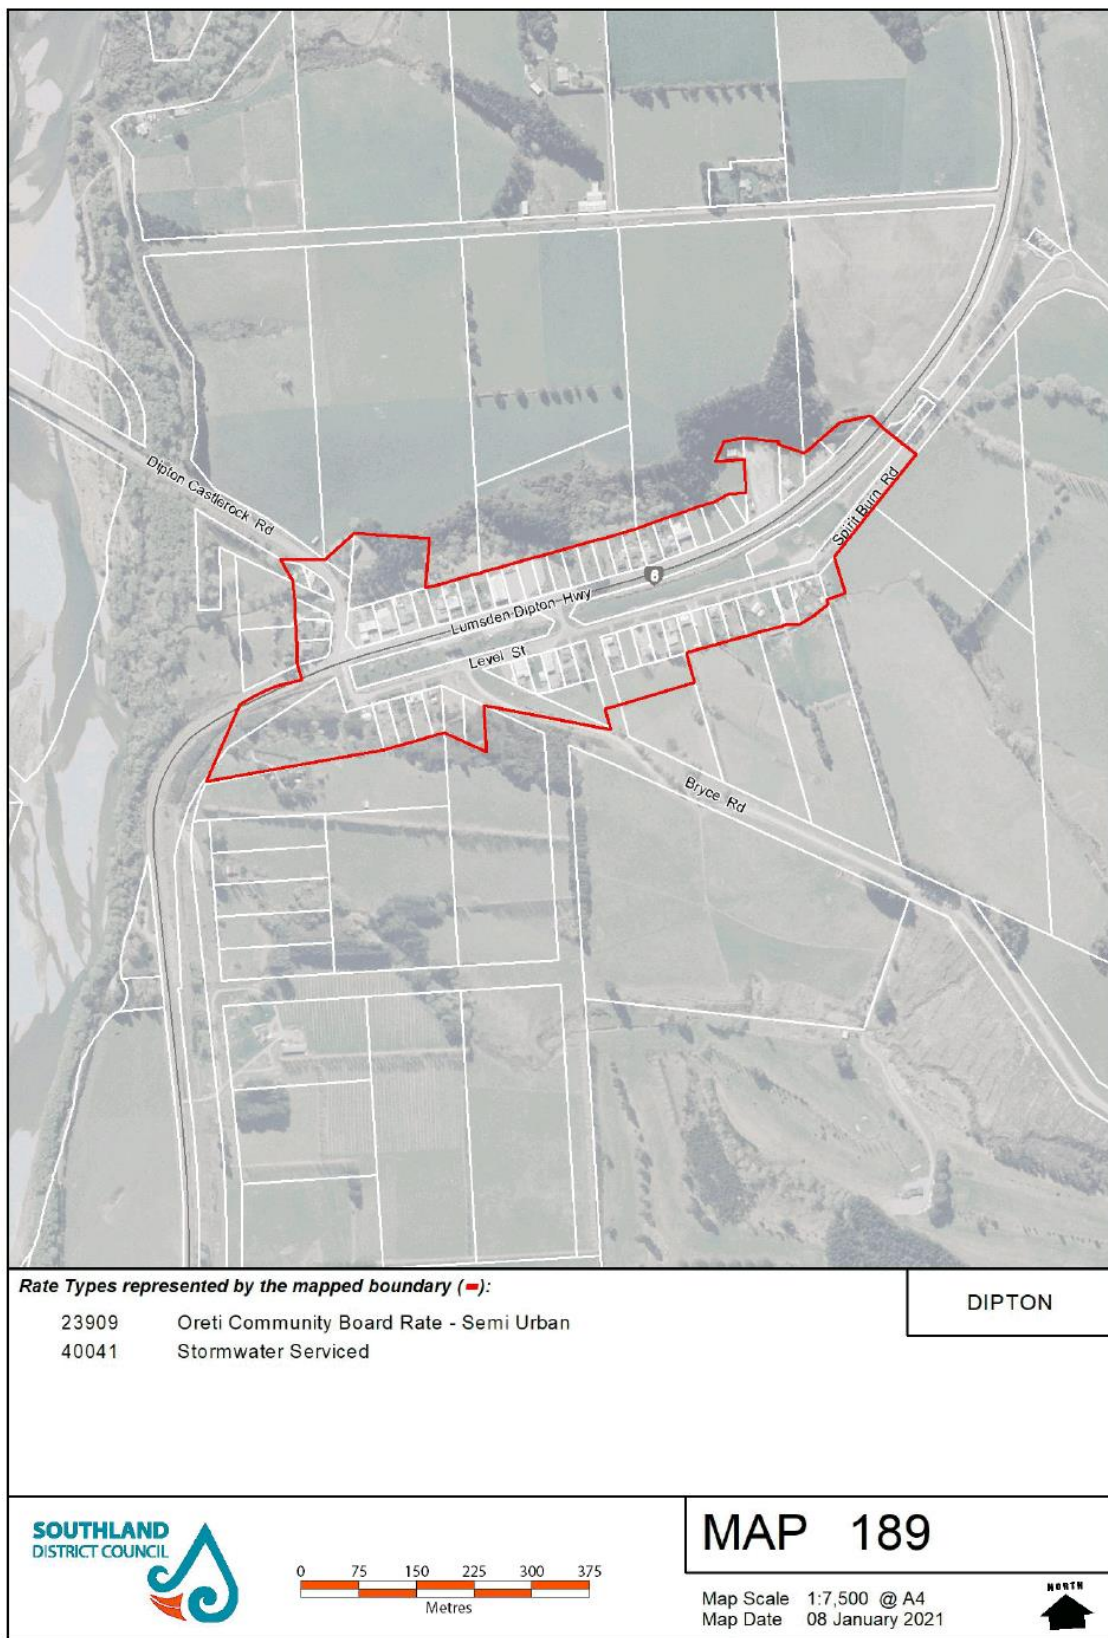 Dipton Castlerock Rd
Spirit Burn Rd
6
Lumsden Dipton Hwy
Level St
Bryce Rd
Rate Types represented by the mapped boundary (-):
23909 Oreti Community Board Rate - Semi Urban
40041 Stormwater Serviced
DIPTON
SOUTHLAND
DISTRICT COUNCIL
0 75 150 225 300 375
Metres
MAP 189
Map Scale 1:7,500 @ A4
Map Date 08 January 2021
NORTH